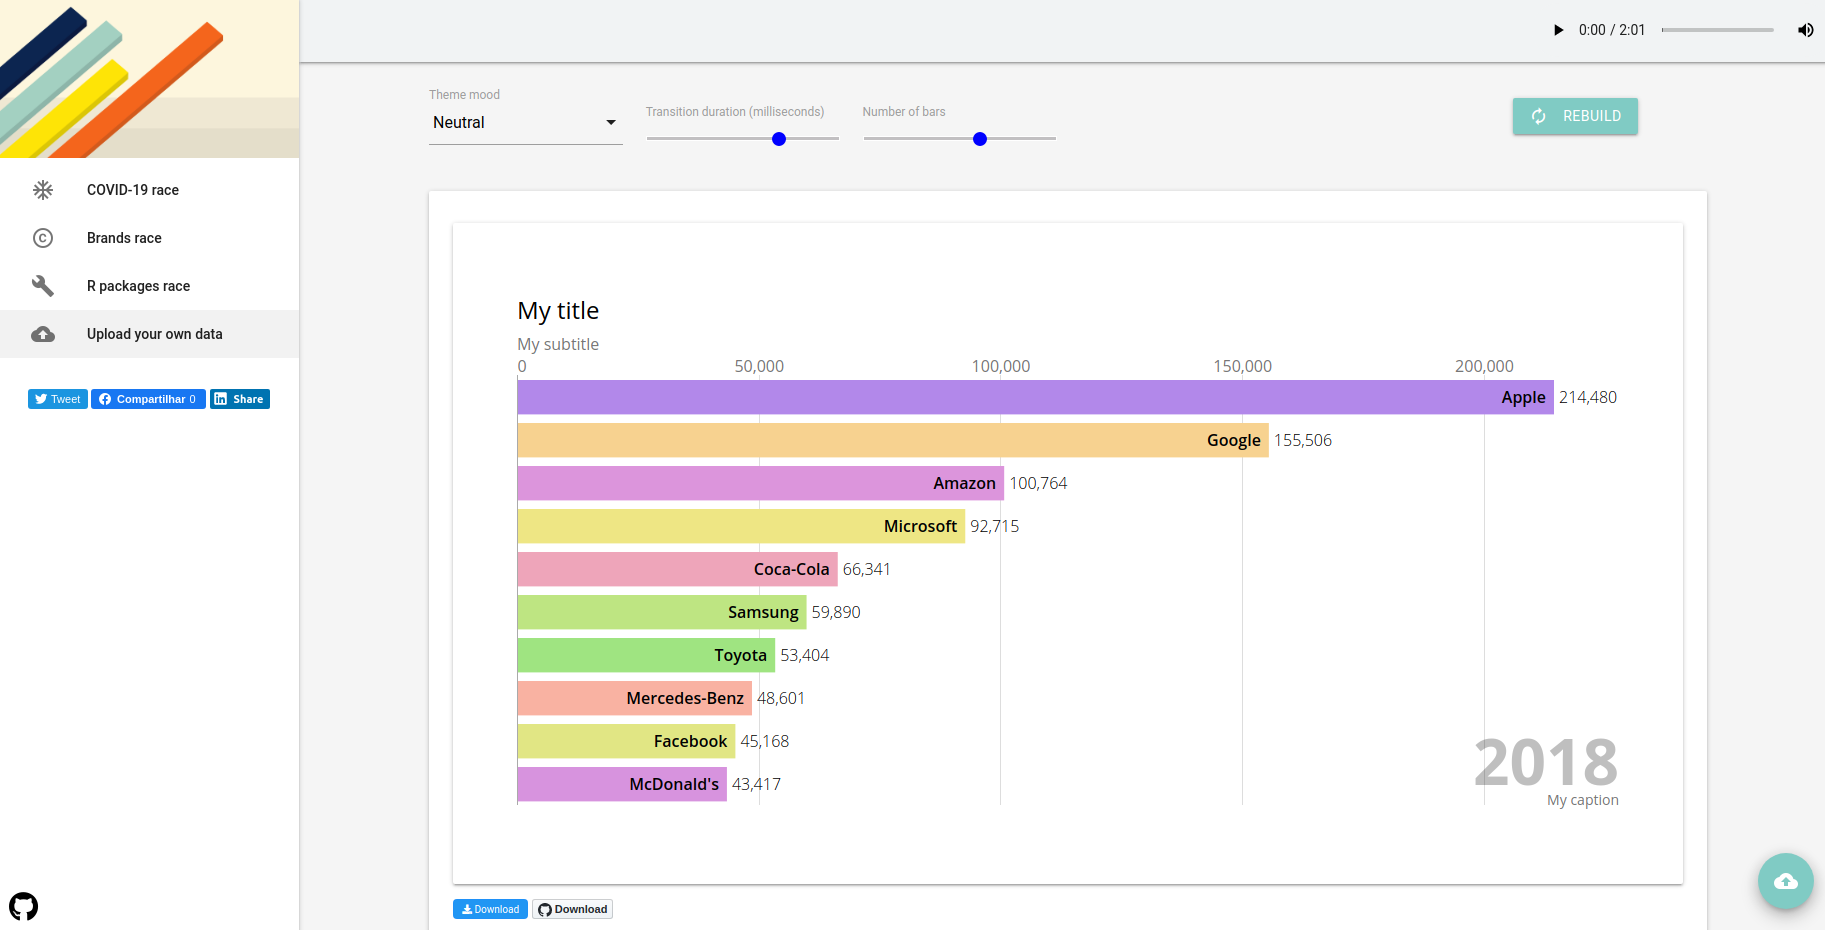 0:00 / 2:01
Theme mood
Neutral
Transition duration (milliseconds)
Number of bars
REBUILD
COVID-19 race
Brands race
R packages race
Upload your own data
Tweet
Compartilhar 0
Share
My title
My subtitle
0 50,000 100,000 150,000 200,000
Apple 214,480
Google 155,506
Amazon 100,764
Microsoft 92,715
Coca-Cola 66,341
Samsung 59,890
Toyota 53,404
Mercedes-Benz 48,601
Facebook 45,168
McDonald's 43,417
2018
My caption
Download
Download